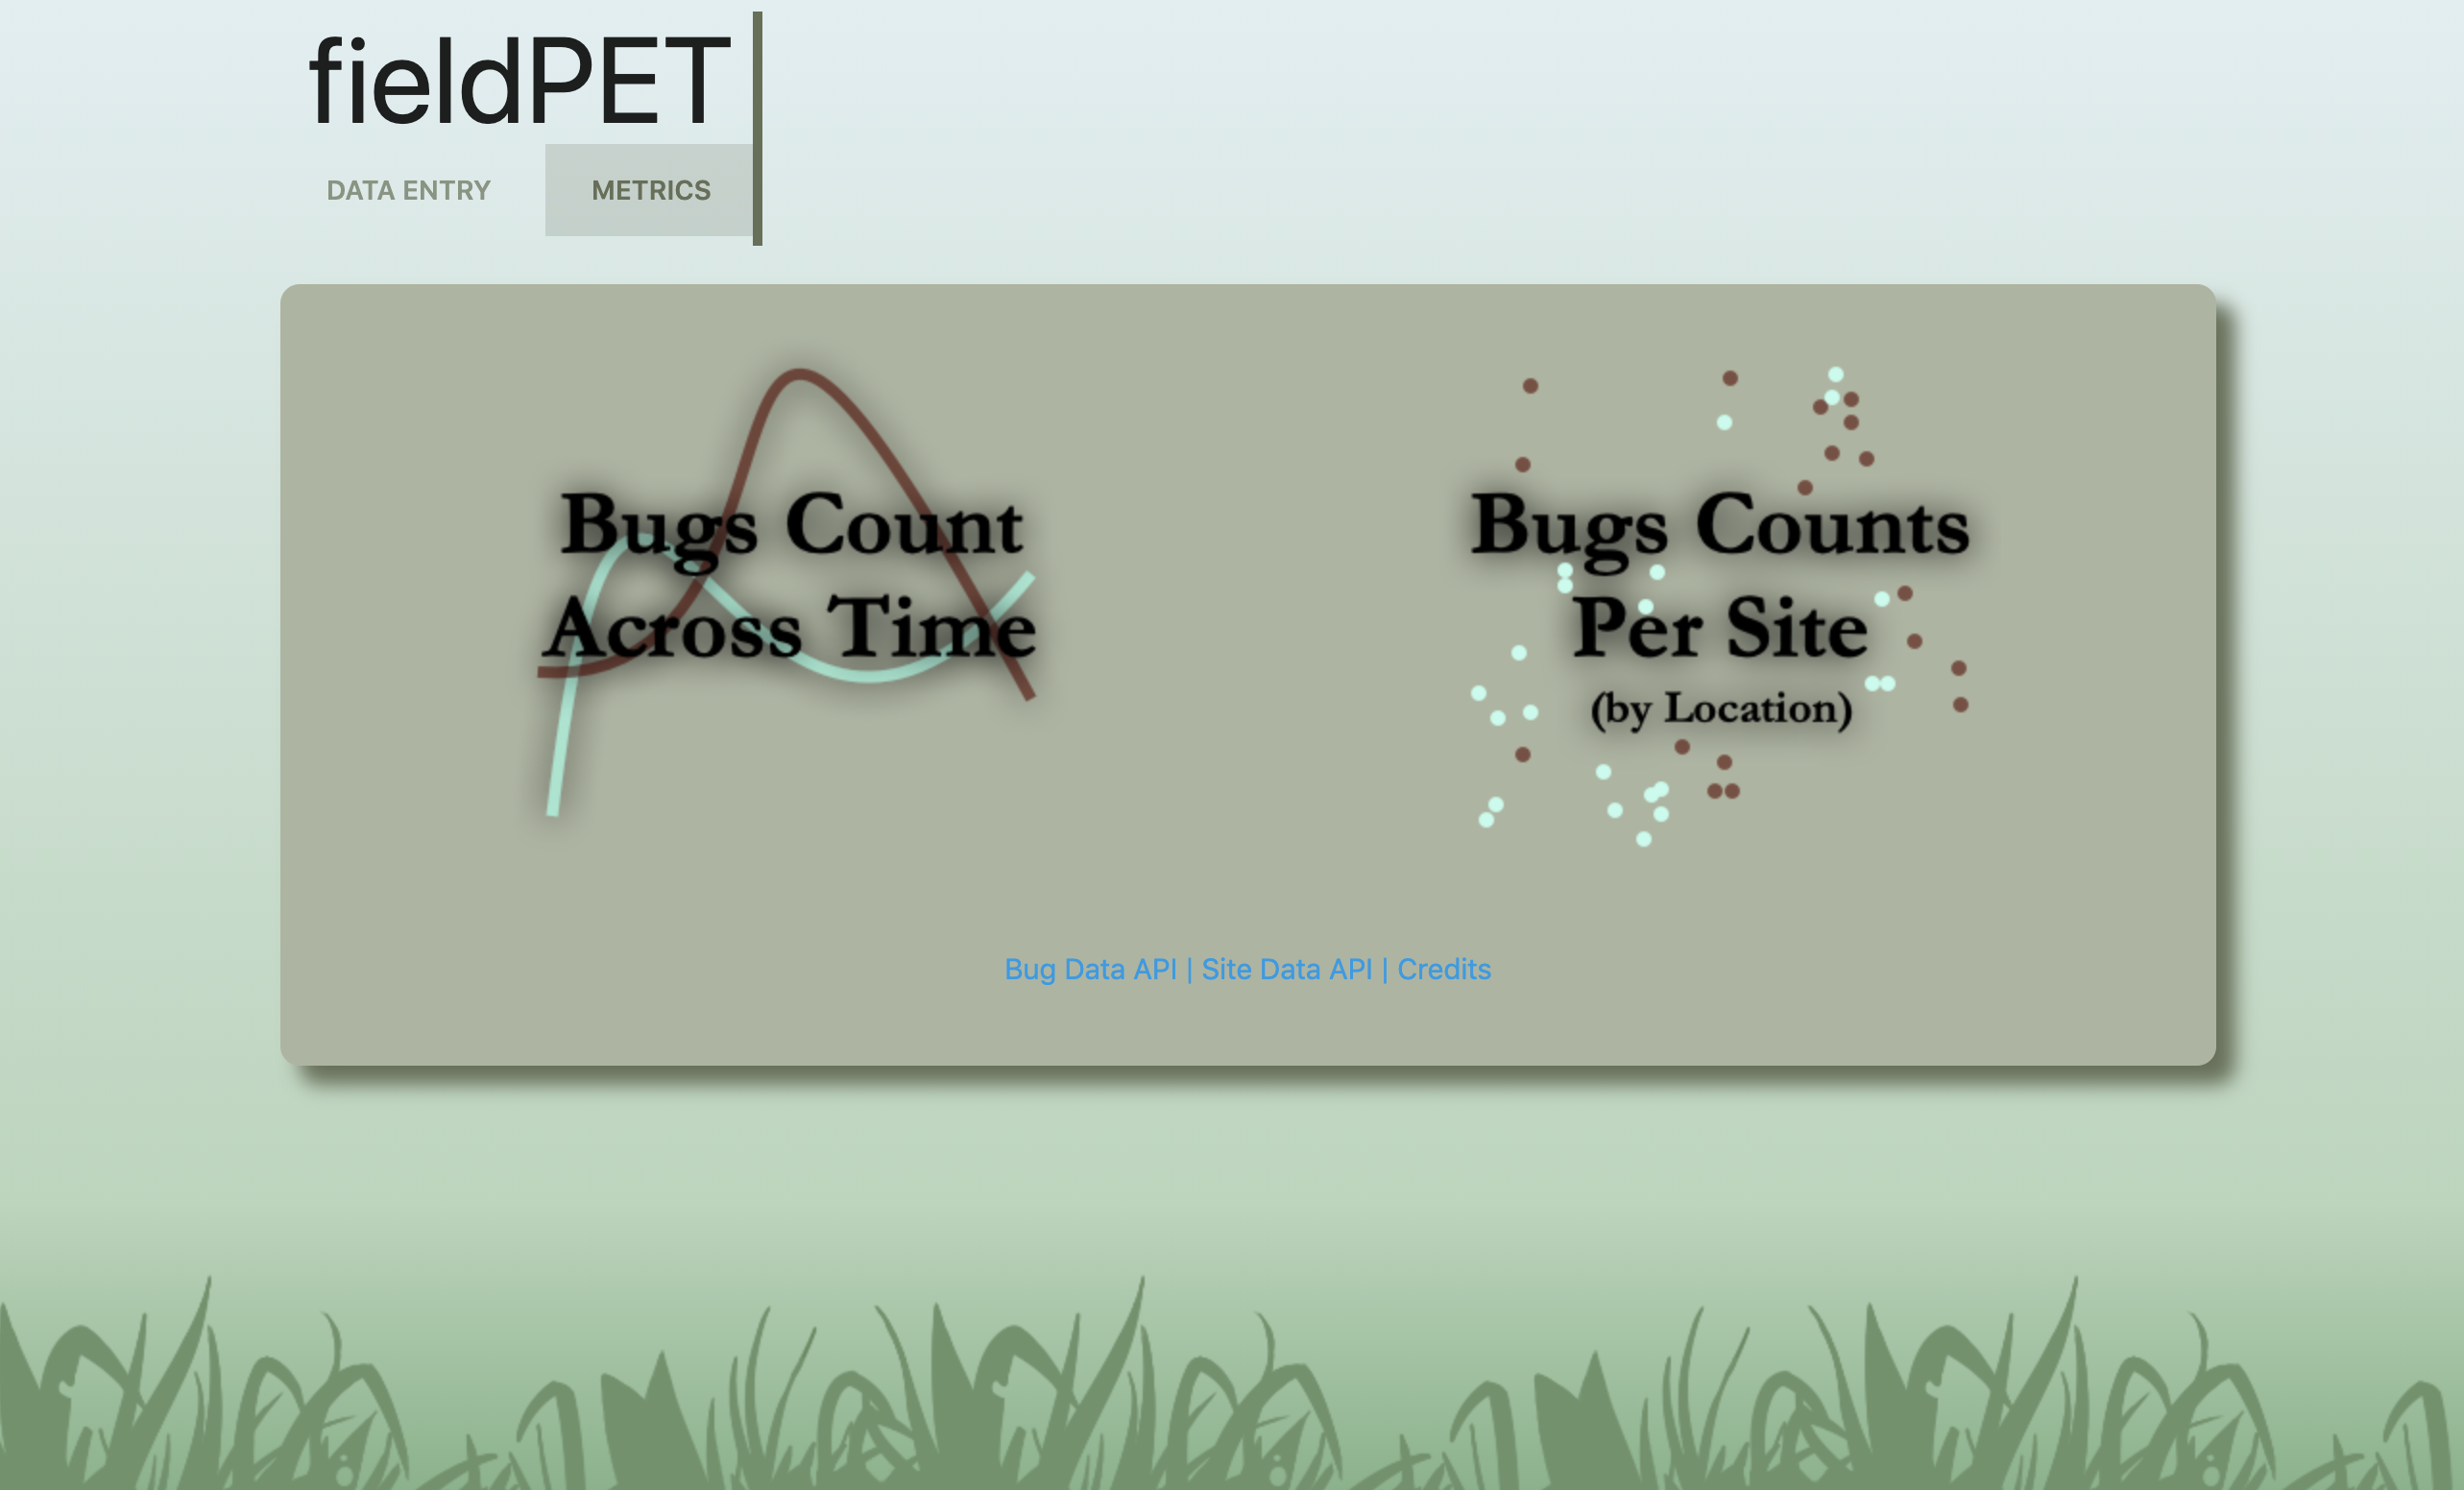 fieldPET
DATA ENTRY METRICS
Bugs Count
Across Time
Bugs Counts
Per Site
(by Location)
Bug Data API | Site Data API | Credits